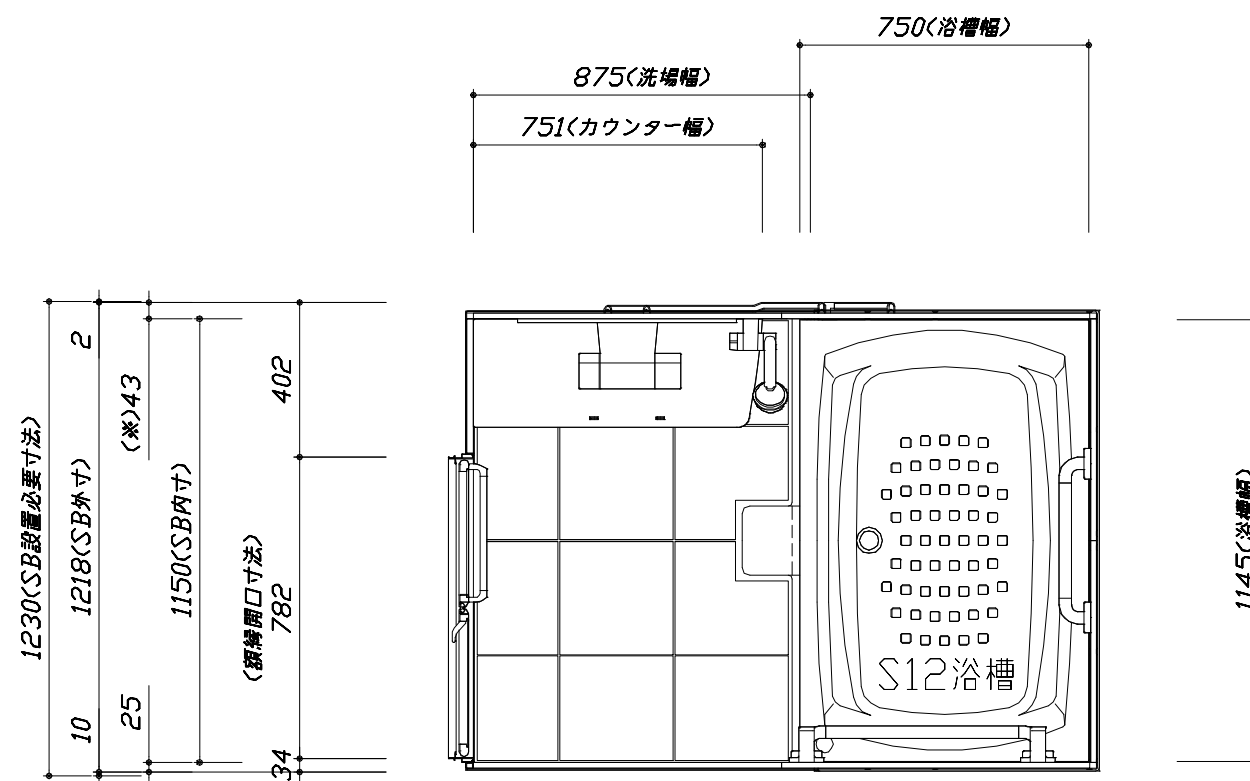 750(浴槽幅)
875(洗場幅)
751(カウンター幅)
1230(SB設置必要寸法)
2
1218(SB外寸)
10
(※)43
25
1150(SB内寸)
(額縁開口寸法)
402
782
34
S12浴槽
1145(浴槽幅)